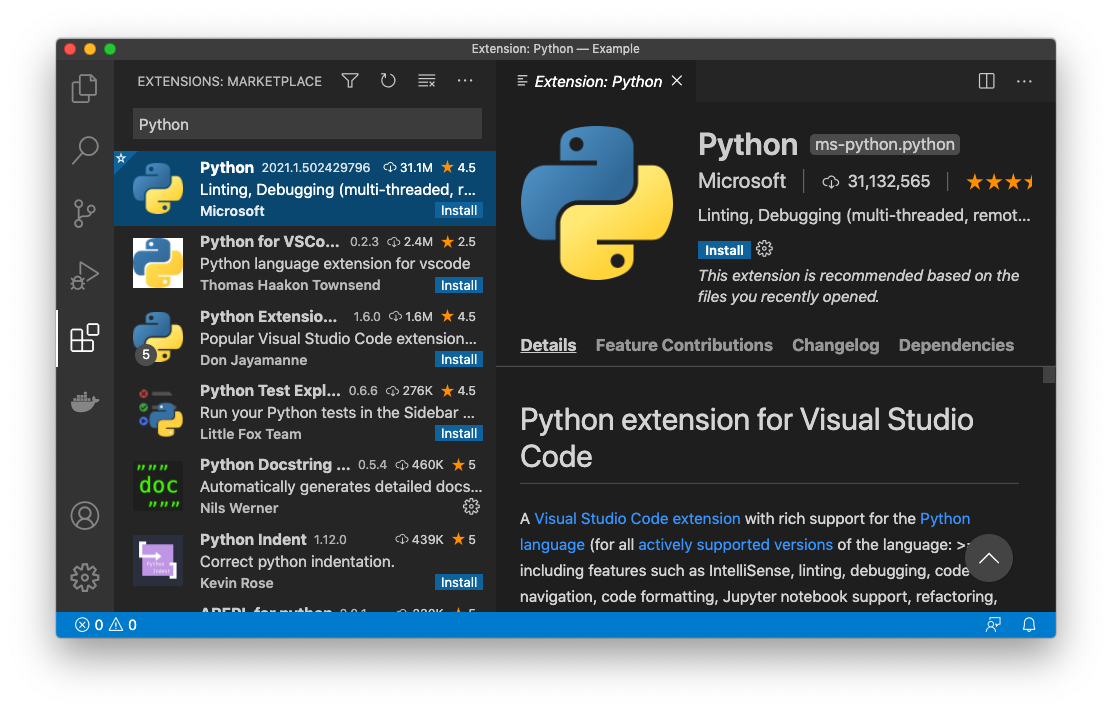 Extension: Python — Example
EXTENSIONS: MARKETPLACE
Python
Python 2021.1.502429796 31.1M 4.5
Linting, Debugging (multi-threaded, r...
Microsoft Install
Python for VSCo... 0.2.3 2.4M 2.5
Python language extension for vscode
Thomas Haakon Townsend Install
Python Extensio... 1.6.0 1.6M 4.5
Popular Visual Studio Code extension...
5
Don Jayamanne Install
Python Test Expl... 0.6.6 276K 4.5
Run your Python tests in the Sidebar ...
Little Fox Team Install
Python Docstring ... 0.5.4 460K 5
""" doc """
Automatically generates detailed docs...
Nils Werner
Python Indent 1.12.0 439K 5
Correct python indentation.
Python Indent
Kevin Rose Install
AREPL for python
Extension: Python
Python ms-python.python
Microsoft 31,132,565
Linting, Debugging (multi-threaded, remot...
Install
This extension is recommended based on the
files you recently opened.
Details Feature Contributions Changelog Dependencies
Python extension for Visual Studio
Code
A Visual Studio Code extension with rich support for the Python
language (for all actively supported versions of the language: >
including features such as IntelliSense, linting, debugging, code
navigation, code formatting, Jupyter notebook support, refactoring,
0 0